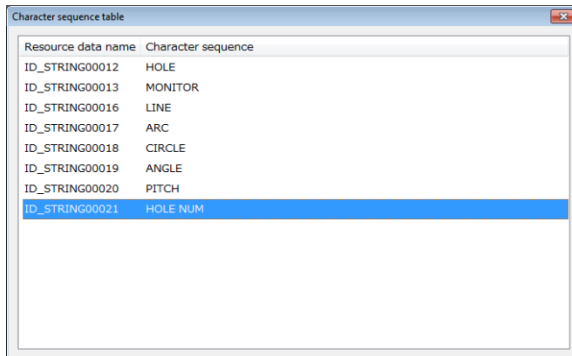 Character sequence table
Resource data name Character sequence
ID_STRING00012 HOLE
ID_STRING00013 MONITOR
ID_STRING00016 LINE
ID_STRING00017 ARC
ID_STRING00018 CIRCLE
ID_STRING00019 ANGLE
ID_STRING00020 PITCH
ID_STRING00021 HOLE NUM